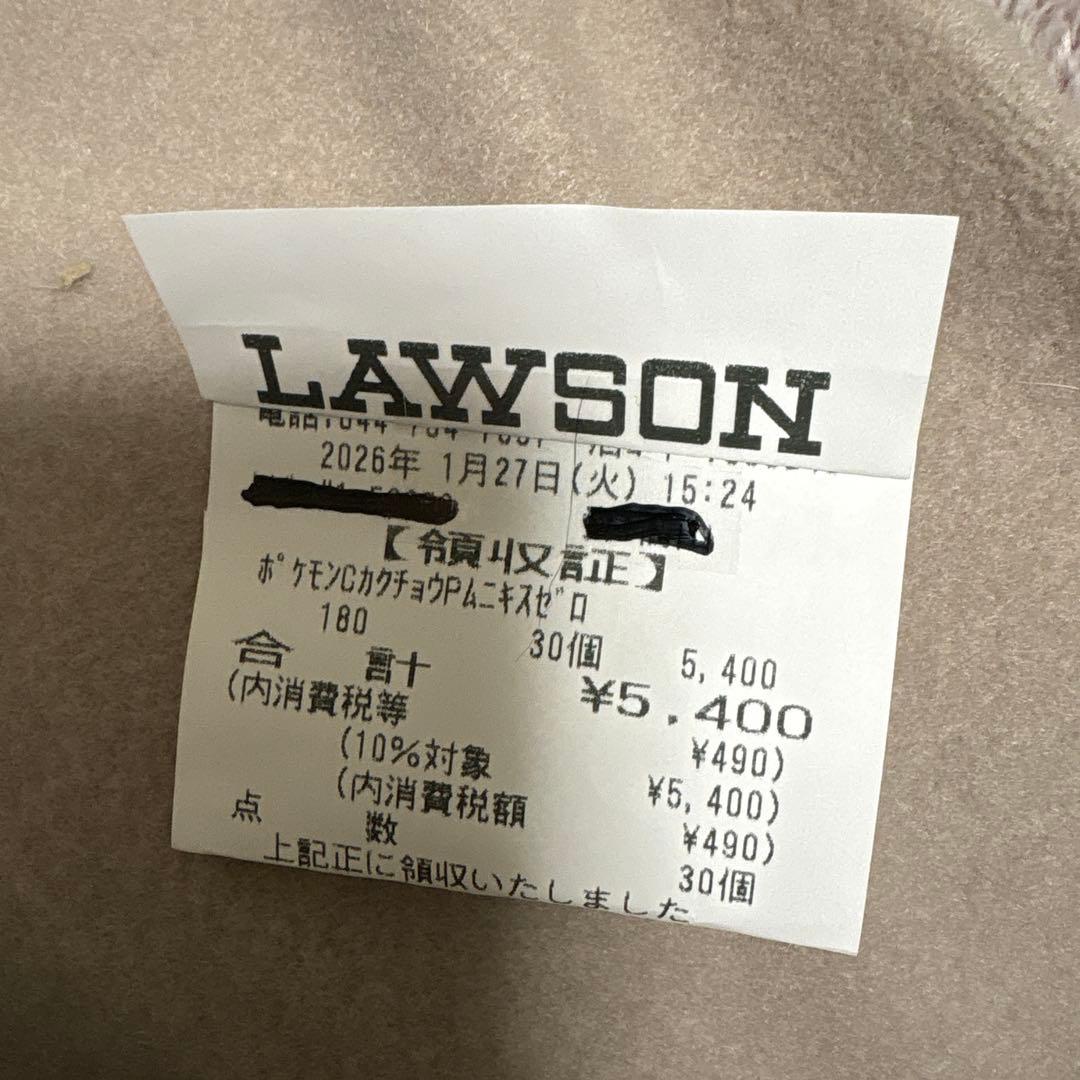 LAWSON
2026年 1月27日(火) 15:24
【領収証】
ポケモンCカクチョウPムニキスゼロ
180 30個 5,400
合 計 ¥5,400
(内消費税等 ¥490)
(10%対象 ¥5,400)
(内消費税額 ¥490)
点 数 30個
上記正に領収いたしました